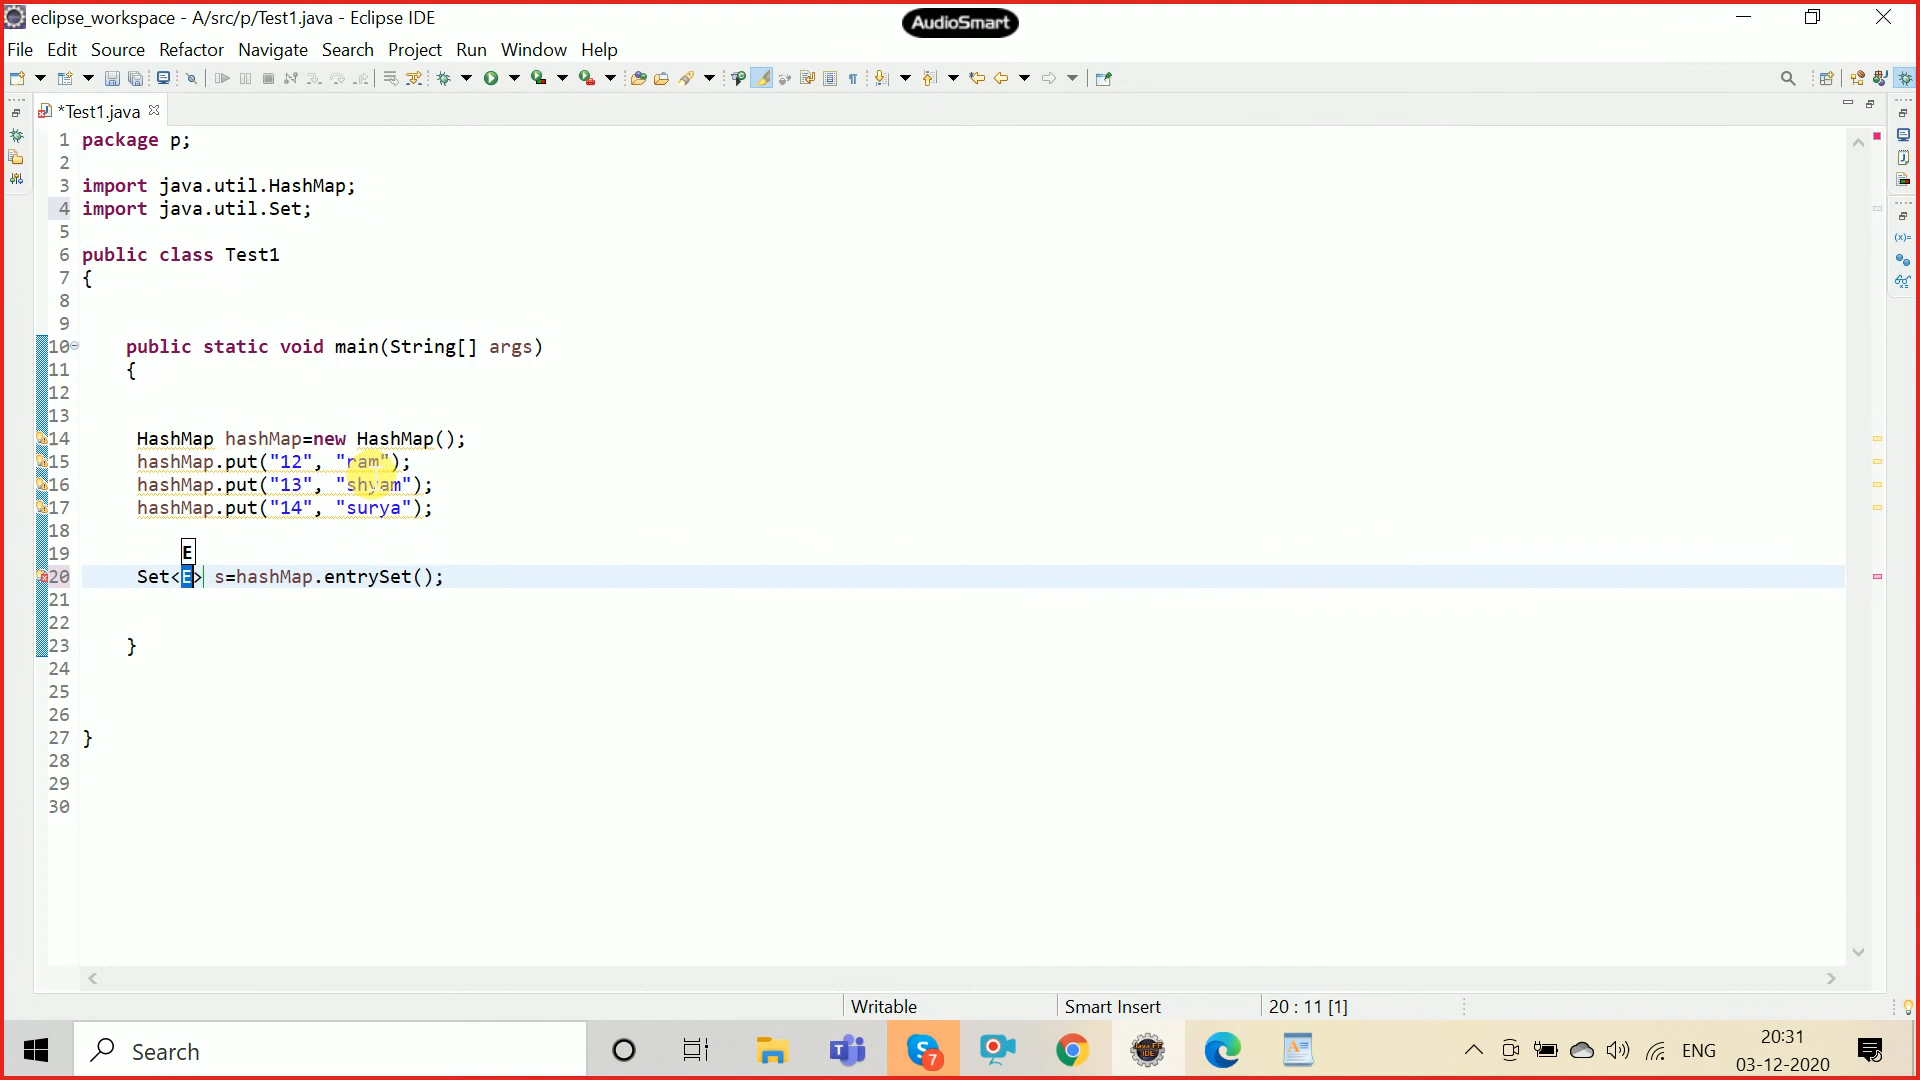 eclipse_workspace - A/src/p/Test1.java - Eclipse IDE
AudioSmart
File Edit Source Refactor Navigate Search Project Run Window Help
*Test1.java
1 package p;
2
3 import java.util.HashMap;
4 import java.util.Set;
5
6 public class Test1
7 {
8
9
10 public static void main(String[] args)
11 {
12
13
14 HashMap hashMap=new HashMap();
15 hashMap.put("12", "ram");
16 hashMap.put("13", "shyam");
17 hashMap.put("14", "surya");
18
19
E
20 Set<E> s=hashMap.entrySet();
21
22
23 }
24
25
26
27 }
28
29
30
Writable Smart Insert 20 : 11 [1]
Search
7
Java EE
IDE
ENG
20:31
03-12-2020